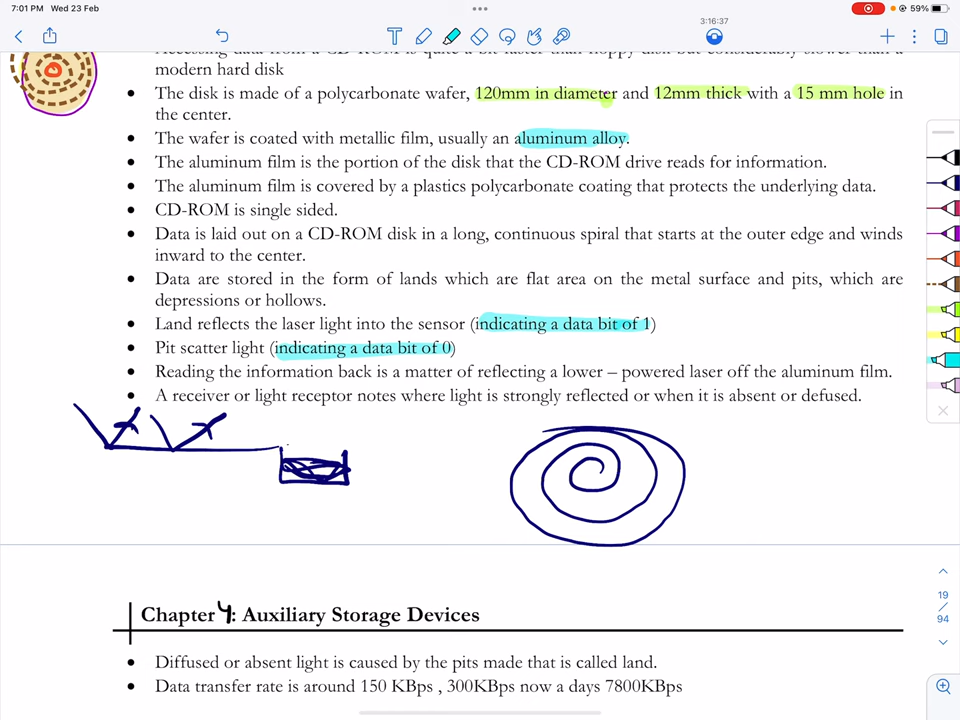 7:01 PM Wed 23 Feb
59%
3:16:37
modern hard disk
• The disk is made of a polycarbonate wafer, 120mm in diameter and 12mm thick with a 15 mm hole in
the center.
• The wafer is coated with metallic film, usually an aluminum alloy.
• The aluminum film is the portion of the disk that the CD-ROM drive reads for information.
• The aluminum film is covered by a plastics polycarbonate coating that protects the underlying data.
• CD-ROM is single sided.
• Data is laid out on a CD-ROM disk in a long, continuous spiral that starts at the outer edge and winds
inward to the center.
• Data are stored in the form of lands which are flat area on the metal surface and pits, which are
depressions or hollows.
• Land reflects the laser light into the sensor (indicating a data bit of 1)
• Pit scatter light (indicating a data bit of 0)
• Reading the information back is a matter of reflecting a lower – powered laser off the aluminum film.
• A receiver or light receptor notes where light is strongly reflected or when it is absent or defused.
19
/
94
Chapter 4: Auxiliary Storage Devices
• Diffused or absent light is caused by the pits made that is called land.
• Data transfer rate is around 150 KBps , 300KBps now a days 7800KBps